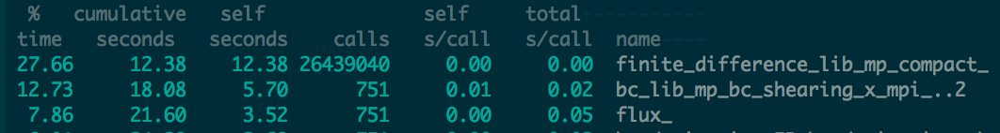 % cumulative self self total
time seconds seconds calls s/call s/call name
27.66 12.38 12.38 26439040 0.00 0.00 finite_difference_lib_mp_compact_
12.73 18.08 5.70 751 0.01 0.02 bc_lib_mp_bc_shearing_x_mpi_..2
7.86 21.60 3.52 751 0.00 0.05 flux_